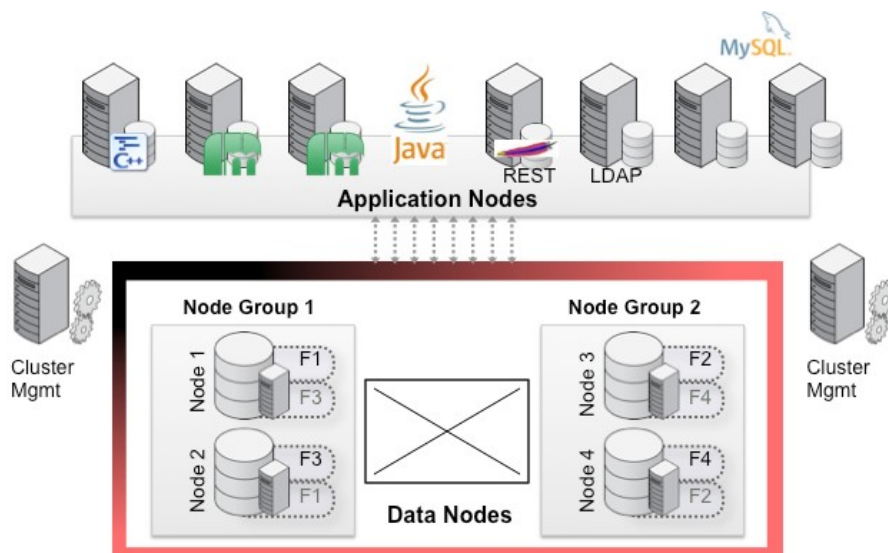 MySQL™
C++
Java
REST
LDAP
Application Nodes
Cluster
Mgmt
Cluster
Mgmt
Node Group 1
Node Group 2
Node 1
F1
F3
Node 2
F3
F1
Node 3
F2
F4
Node 4
F4
F2
Data Nodes